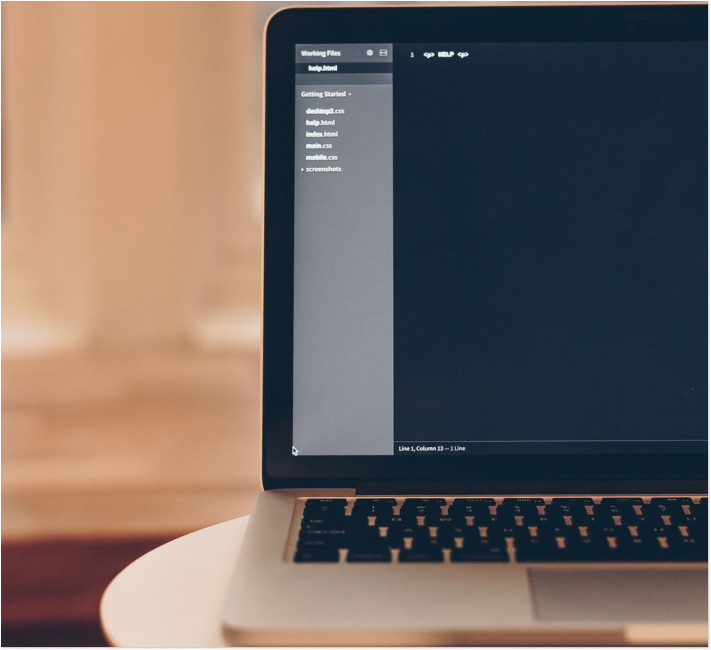 Working Files
help.html
Getting Started
desktop2.css
help.html
index.html
main.css
mobile.css
screenshots
1 <p> HELP <p>
Line 1, Column 13 — 1 Line